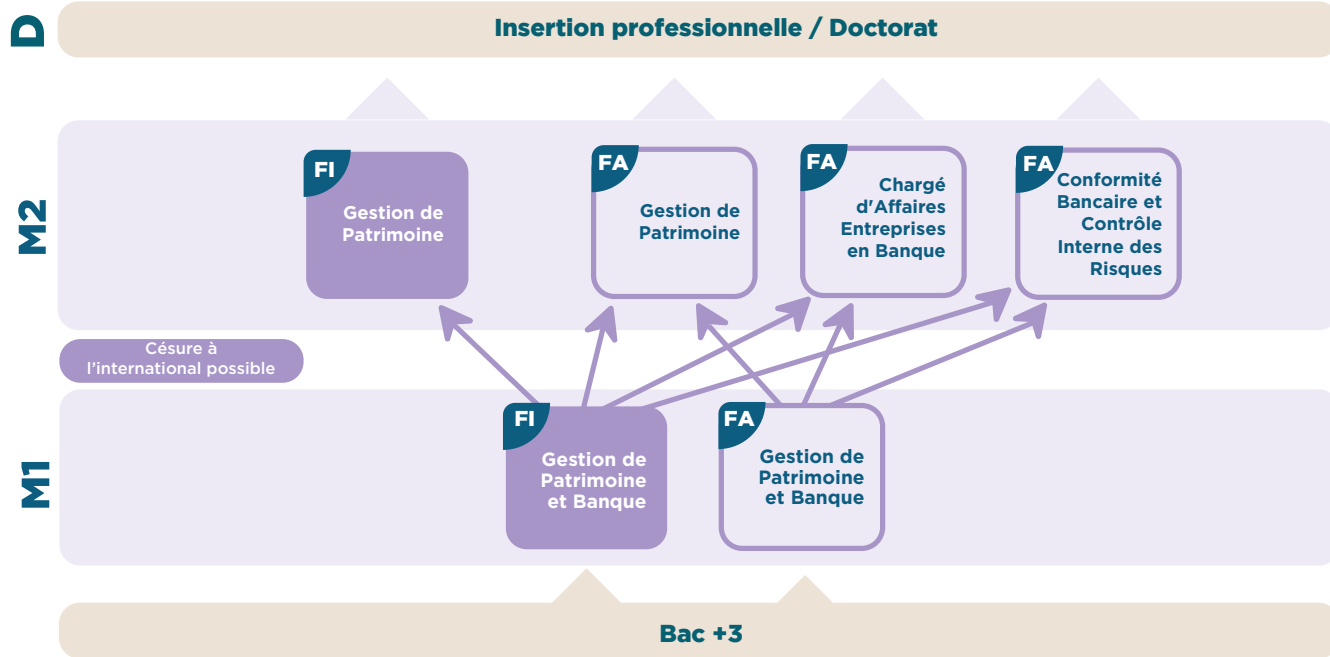 D
Insertion professionnelle / Doctorat
M2
FI
Gestion de
Patrimoine
FA
Gestion de
Patrimoine
FA
Chargé
d'Affaires
Entreprises
en Banque
FA
Conformité
Bancaire et
Contrôle
Interne des
Risques
Césure à
l'international possible
M1
FI
Gestion de
Patrimoine
et Banque
FA
Gestion de
Patrimoine
et Banque
Bac +3